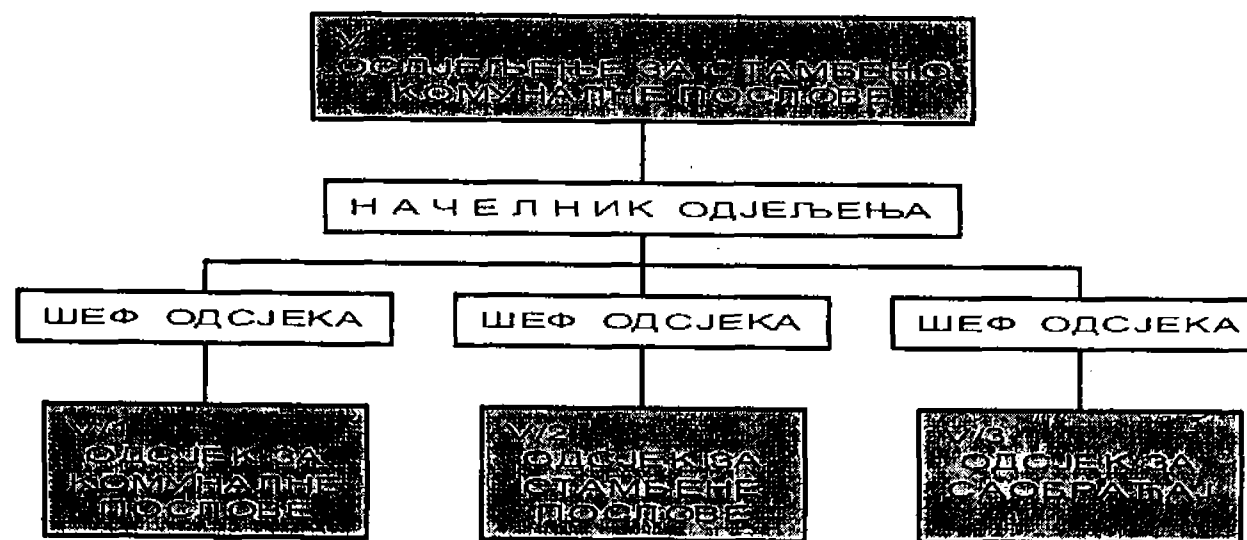 V
ОСДЈЕЉЕЊЕ ЗА СТАМБЕНО
КОМУНАЛНЕ ПОСЛОВЕ
НАЧЕЛНИК ОДЈЕЉЕЊА
ШЕФ ОДСЈЕКА
ШЕФ ОДСЈЕКА
ШЕФ ОДСЈЕКА
V/1
ОДСЈЕК ЗА
КОМУНАЛНЕ
ПОСЛОВЕ
V/2
ОДСЈЕК ЗА
СТАМБЕНЕ
ПОСЛОВЕ
V/3
ОДСЈЕК ЗА
САОБРАЋАЈ